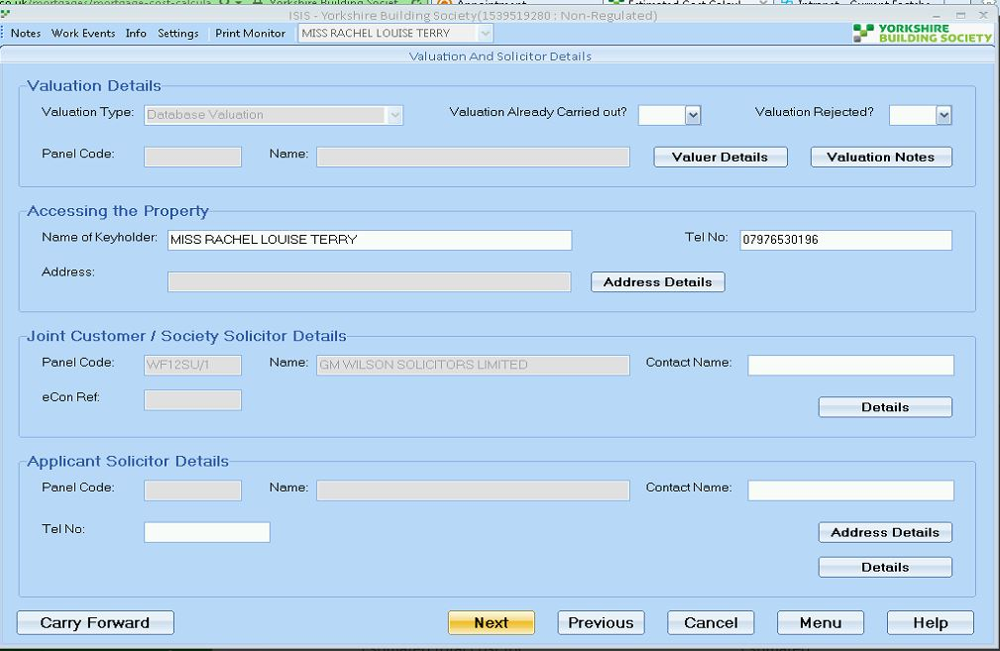 ISIS - Yorkshire Building Society(1539519280 : Non-Regulated)
Notes Work Events Info Settings Print Monitor MISS RACHEL LOUISE TERRY
YORKSHIRE
BUILDING SOCIETY
Valuation And Solicitor Details
Valuation Details
Valuation Type: Database Valuation Valuation Already Carried out? Valuation Rejected?
Panel Code: Name: Valuer Details Valuation Notes
Accessing the Property
Name of Keyholder: MISS RACHEL LOUISE TERRY Tel No: 07976530196
Address: Address Details
Joint Customer / Society Solicitor Details
Panel Code: WF12SU/1 Name: GM WILSON SOLICITORS LIMITED Contact Name:
eCon Ref: Details
Applicant Solicitor Details
Panel Code: Name: Contact Name:
Tel No: Address Details
Details
Carry Forward Next Previous Cancel Menu Help